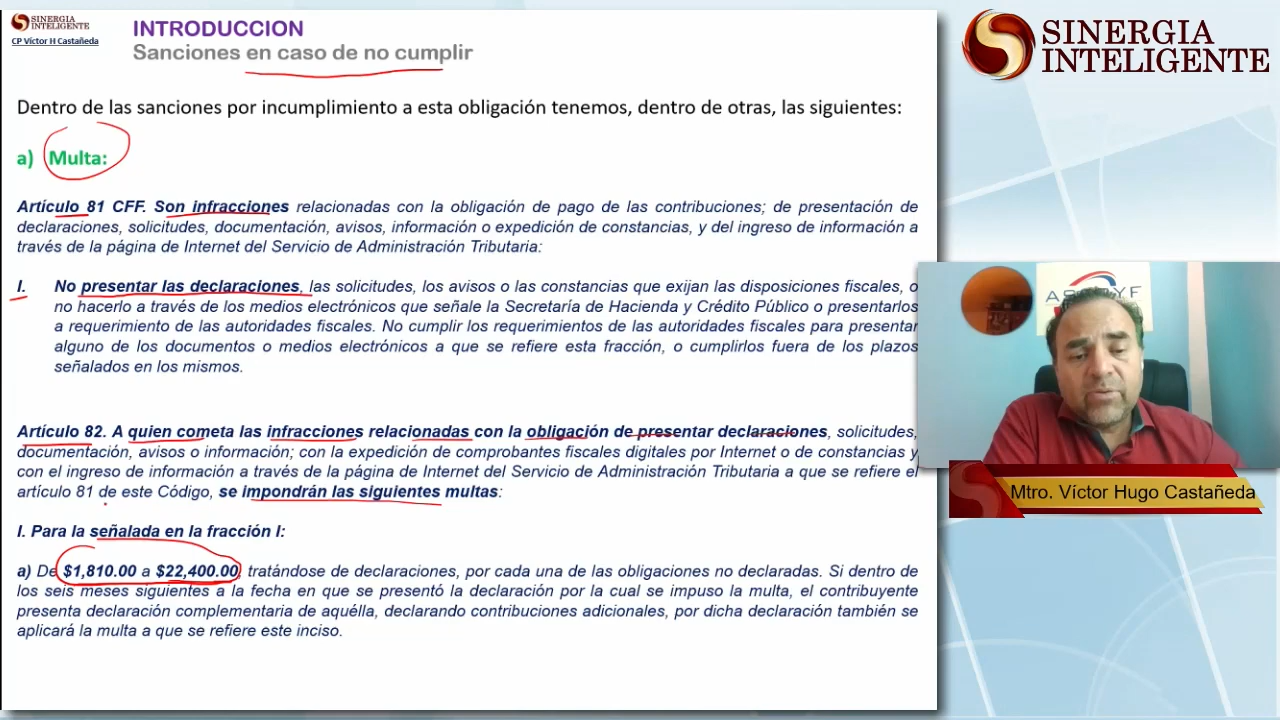 SINERGIA
INTELIGENTE
CP Víctor H Castañeda
INTRODUCCION
Sanciones en caso de no cumplir
Dentro de las sanciones por incumplimiento a esta obligación tenemos, dentro de otras, las siguientes:
a) Multa:
Artículo 81 CFF. Son infracciones relacionadas con la obligación de pago de las contribuciones; de presentación de
declaraciones, solicitudes, documentación, avisos, información o expedición de constancias, y del ingreso de información a
través de la página de Internet del Servicio de Administración Tributaria:
I. No presentar las declaraciones, las solicitudes, los avisos o las constancias que exijan las disposiciones fiscales, o
no hacerlo a través de los medios electrónicos que señale la Secretaría de Hacienda y Crédito Público o presentarlos
a requerimiento de las autoridades fiscales. No cumplir los requerimientos de las autoridades fiscales para presentar
alguno de los documentos o medios electrónicos a que se refiere esta fracción, o cumplirlos fuera de los plazos
señalados en los mismos.
Artículo 82. A quien cometa las infracciones relacionadas con la obligación de presentar declaraciones, solicitudes,
documentación, avisos o información; con la expedición de comprobantes fiscales digitales por Internet o de constancias y
con el ingreso de información a través de la página de Internet del Servicio de Administración Tributaria a que se refiere el
artículo 81 de este Código, se impondrán las siguientes multas:
I. Para la señalada en la fracción I:
a) De $1,810.00 a $22,400.00, tratándose de declaraciones, por cada una de las obligaciones no declaradas. Si dentro de
los seis meses siguientes a la fecha en que se presentó la declaración por la cual se impuso la multa, el contribuyente
presenta declaración complementaria de aquélla, declarando contribuciones adicionales, por dicha declaración también se
aplicará la multa a que se refiere este inciso.
SINERGIA
INTELIGENTE
Mtro. Víctor Hugo Castañeda